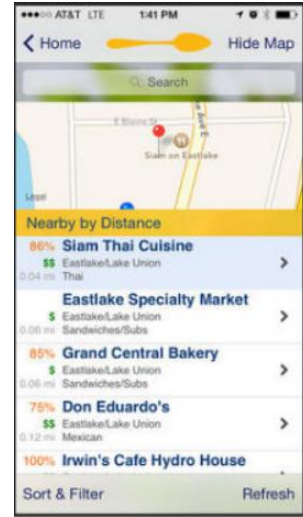 AT&T LTE 1:41 PM
Home Hide Map
Search
E Blaine St
Siam on Eastlake
Legal
Nearby by Distance
86% Siam Thai Cuisine
$$ Eastlake/Lake Union
0.04 mi Thai
Eastlake Specialty Market
$ Eastlake/Lake Union
0.06 mi Sandwiches/Subs
85% Grand Central Bakery
$ Eastlake/Lake Union
0.06 mi Sandwiches/Subs
75% Don Eduardo's
$$ Eastlake/Lake Union
0.12 mi Mexican
100% Irwin's Cafe Hydro House
Sort & Filter Refresh